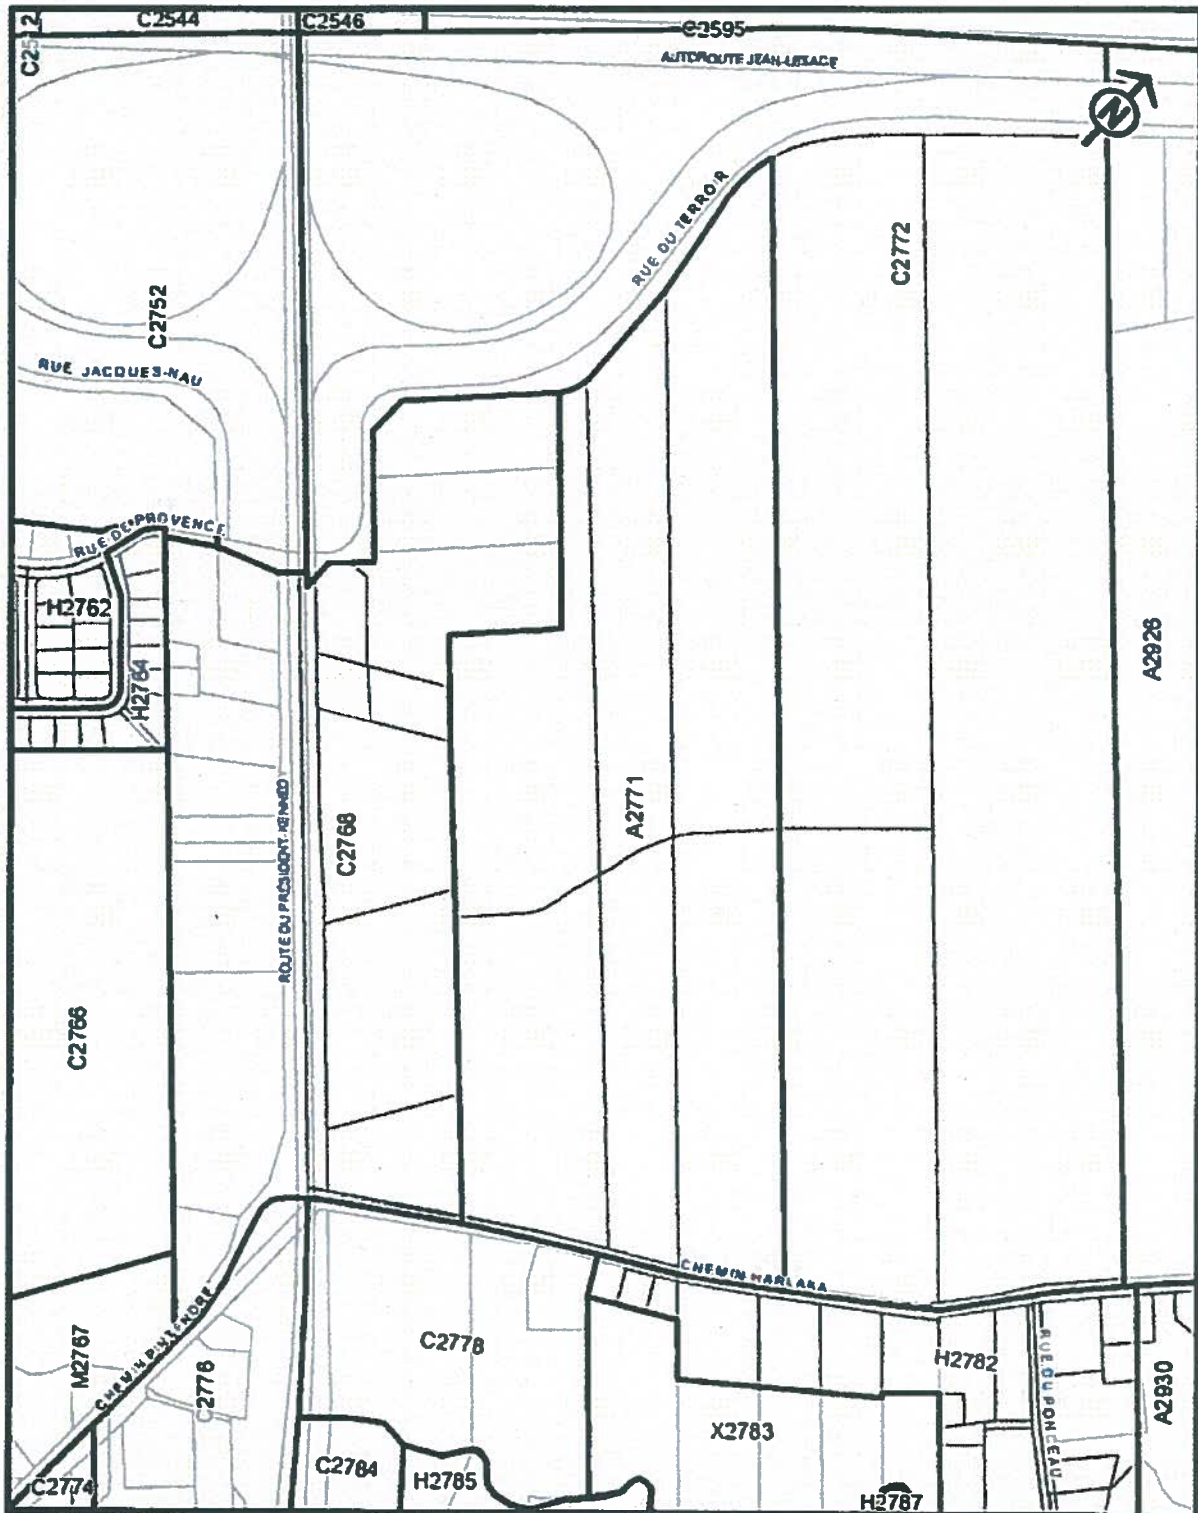 C2544
C2546
C2595
AUTOROUTE JEAN-LESAGE
N
RUE DU TERROIR
C2772
C2752
RUE JACQUES-NAU
RUE DE PROVENCE
H2762
H2764
A2926
A2771
C2768
ROUTE DU PRÉSIDENT-KENNEDY
C2766
CHEMIN HARLAKA
CHEMIN PINTENDRE
M2767
C2776
C2778
H2782
RUE DU PONCEAU
A2930
X2783
C2774
C2784
H2785
H2787